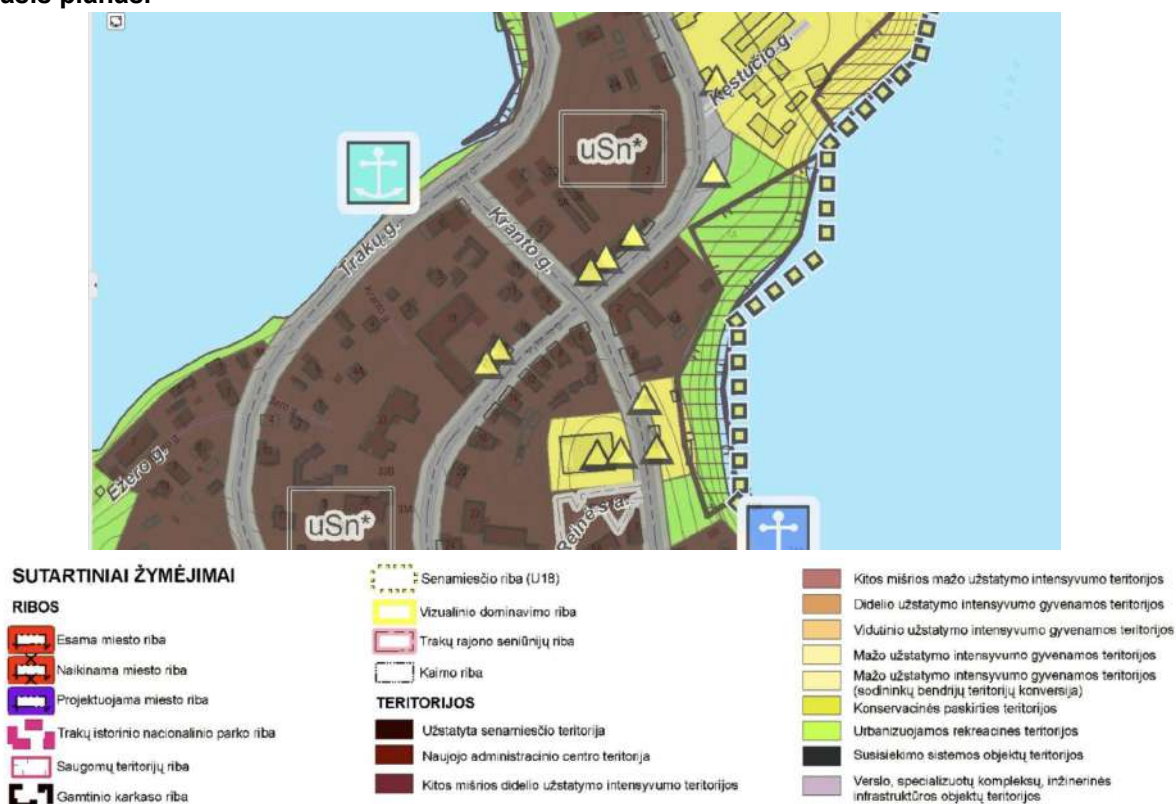 Kęstučio g.
uSn*
Kranto g.
Trakų g.
Ežero g.
uSn*
SUTARTINIAI ŽYMĖJIMAI
RIBOS
Esama miesto riba
Naikinama miesto riba
Projektuojama miesto riba
Trakų istorinio nacionalinio parko riba
Saugomų teritorijų riba
Gamtinio karkaso riba
Senamiesčio riba (U18)
Vizualinio dominavimo riba
Trakų rajono seniūnijų riba
Kaimo riba
TERITORIJOS
Užstatyta senamiesčio teritorija
Naujojo administracinio centro teritorija
Kitos mišrios didelio užstatymo intensyvumo teritorijos
Kitos mišrios mažo užstatymo intensyvumo teritorijos
Didelio užstatymo intensyvumo gyvenamos teritorijos
Vidutinio užstatymo intensyvumo gyvenamos teritorijos
Mažo užstatymo intensyvumo gyvenamos teritorijos
Mažo užstatymo intensyvumo gyvenamos teritorijos
(sodininkų bendrijų teritorijų konversija)
Konservacinės paskirties teritorijos
Urbanizuojamos rekreacinės teritorijos
Susisiekimo sistemos objektų teritorijos
Verslo, specializuotų kompleksų, inžinerinės
infrastruktūros objektų teritorijos